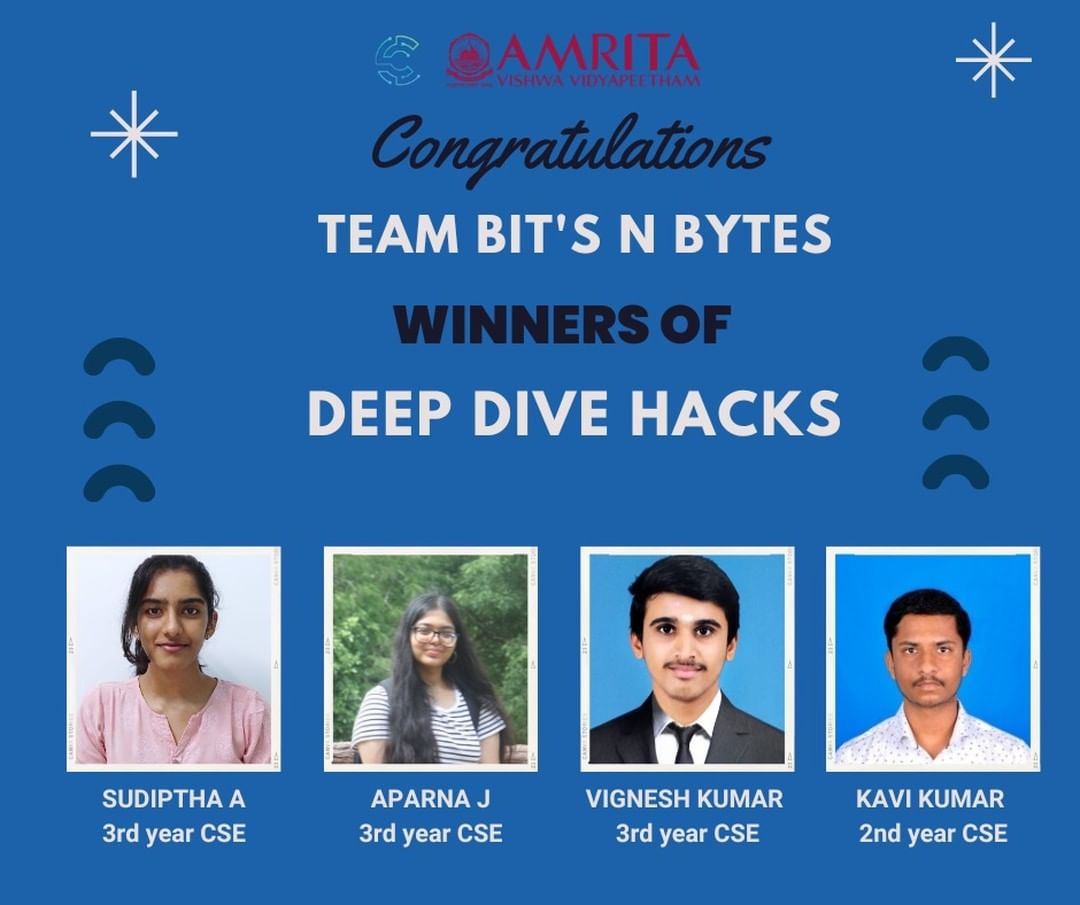 AMRITA
VISHWA VIDYAPEETHAM
Congratulations
TEAM BIT'S N BYTES
WINNERS OF
DEEP DIVE HACKS
SUDIPTHA A
3rd year CSE
APARNA J
3rd year CSE
VIGNESH KUMAR
3rd year CSE
KAVI KUMAR
2nd year CSE